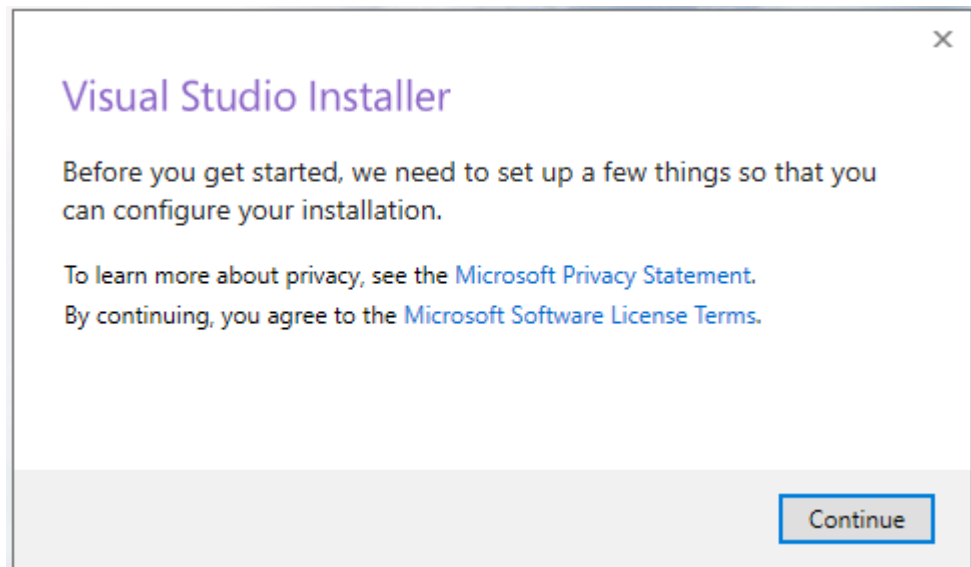 Visual Studio Installer
Before you get started, we need to set up a few things so that you
can configure your installation.
To learn more about privacy, see the Microsoft Privacy Statement.
By continuing, you agree to the Microsoft Software License Terms.
Continue